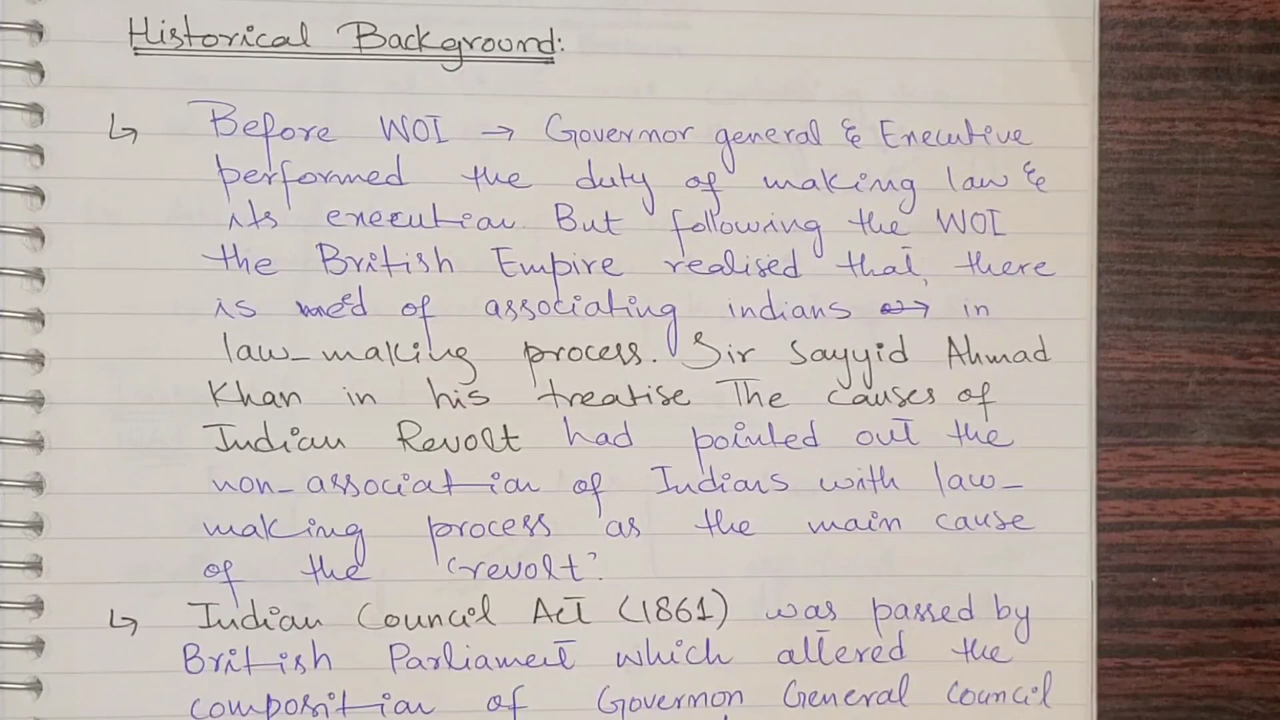 Historical Background:
↳ Before WOI → Governor general & Executive
performed the duty of making law &
its execution. But following the WOI
the British Empire realised that, there
is need of associating indians in
law-making process. Sir Sayyid Ahmad
Khan in his treatise The causes of
Indian Revolt had pointed out the
non-association of Indians with law-
making process as the main cause
of the 'revolt'.
↳ Indian Council Act (1861) was passed by
British Parliament which altered the
composition of Governor General Council